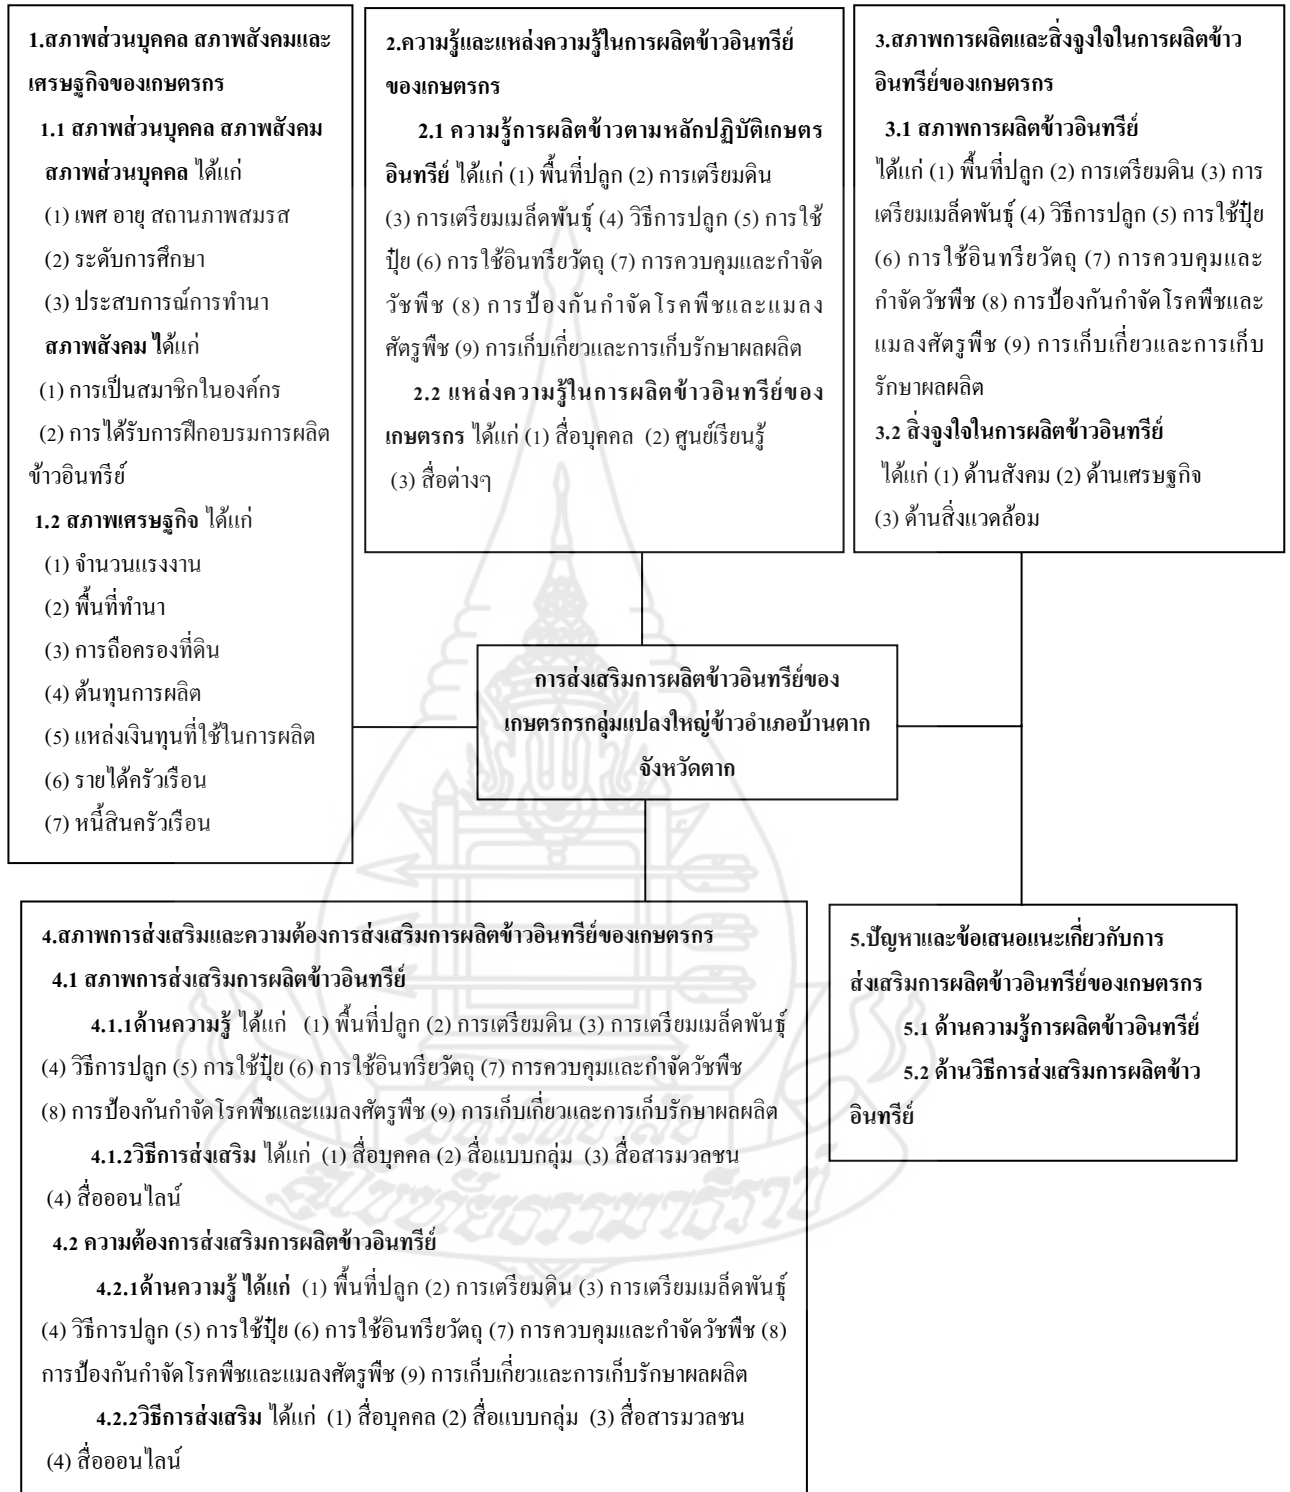 1.สภาพส่วนบุคคล สภาพสังคมและ
เศรษฐกิจของเกษตรกร
1.1 สภาพส่วนบุคคล สภาพสังคม
สภาพส่วนบุคคล ได้แก่
(1) เพศ อายุ สถานภาพสมรส
(2) ระดับการศึกษา
(3) ประสบการณ์การทำนา
สภาพสังคม ได้แก่
(1) การเป็นสมาชิกในองค์กร
(2) การได้รับการฝึกอบรมการผลิต
ข้าวอินทรีย์
1.2 สภาพเศรษฐกิจ ได้แก่
(1) จำนวนแรงงาน
(2) พื้นที่ทำนา
(3) การถือครองที่ดิน
(4) ต้นทุนการผลิต
(5) แหล่งเงินทุนที่ใช้ในการผลิต
(6) รายได้ครัวเรือน
(7) หนี้สินครัวเรือน
2.ความรู้และแหล่งความรู้ในการผลิตข้าวอินทรีย์
ของเกษตรกร
2.1 ความรู้การผลิตข้าวตามหลักปฏิบัติเกษตร
อินทรีย์ ได้แก่ (1) พื้นที่ปลูก (2) การเตรียมดิน
(3) การเตรียมเมล็ดพันธุ์ (4) วิธีการปลูก (5) การใช้
ปุ๋ย (6) การใช้อินทรียวัตถุ (7) การควบคุมและกำจัด
วัชพืช (8) การป้องกันกำจัดโรคพืชและแมลง
ศัตรูพืช (9) การเก็บเกี่ยวและการเก็บรักษาผลผลิต
2.2 แหล่งความรู้ในการผลิตข้าวอินทรีย์ของ
เกษตรกร ได้แก่ (1) สื่อบุคคล (2) ศูนย์เรียนรู้
(3) สื่อต่างๆ
3.สภาพการผลิตและสิ่งจูงใจในการผลิตข้าว
อินทรีย์ของเกษตรกร
3.1 สภาพการผลิตข้าวอินทรีย์
ได้แก่ (1) พื้นที่ปลูก (2) การเตรียมดิน (3) การ
เตรียมเมล็ดพันธุ์ (4) วิธีการปลูก (5) การใช้ปุ๋ย
(6) การใช้อินทรียวัตถุ (7) การควบคุมและ
กำจัดวัชพืช (8) การป้องกันกำจัดโรคพืชและ
แมลงศัตรูพืช (9) การเก็บเกี่ยวและการเก็บ
รักษาผลผลิต
3.2 สิ่งจูงใจในการผลิตข้าวอินทรีย์
ได้แก่ (1) ด้านสังคม (2) ด้านเศรษฐกิจ
(3) ด้านสิ่งแวดล้อม
การส่งเสริมการผลิตข้าวอินทรีย์ของ
เกษตรกรกลุ่มแปลงใหญ่ข้าวอำเภอบ้านตาก
จังหวัดตาก
4.สภาพการส่งเสริมและความต้องการส่งเสริมการผลิตข้าวอินทรีย์ของเกษตรกร
4.1 สภาพการส่งเสริมการผลิตข้าวอินทรีย์
4.1.1ด้านความรู้ ได้แก่ (1) พื้นที่ปลูก (2) การเตรียมดิน (3) การเตรียมเมล็ดพันธุ์
(4) วิธีการปลูก (5) การใช้ปุ๋ย (6) การใช้อินทรียวัตถุ (7) การควบคุมและกำจัดวัชพืช
(8) การป้องกันกำจัดโรคพืชและแมลงศัตรูพืช (9) การเก็บเกี่ยวและการเก็บรักษาผลผลิต
4.1.2วิธีการส่งเสริม ได้แก่ (1) สื่อบุคคล (2) สื่อแบบกลุ่ม (3) สื่อสารมวลชน
(4) สื่อออนไลน์
4.2 ความต้องการส่งเสริมการผลิตข้าวอินทรีย์
4.2.1ด้านความรู้ ได้แก่ (1) พื้นที่ปลูก (2) การเตรียมดิน (3) การเตรียมเมล็ดพันธุ์
(4) วิธีการปลูก (5) การใช้ปุ๋ย (6) การใช้อินทรียวัตถุ (7) การควบคุมและกำจัดวัชพืช (8)
การป้องกันกำจัดโรคพืชและแมลงศัตรูพืช (9) การเก็บเกี่ยวและการเก็บรักษาผลผลิต
4.2.2วิธีการส่งเสริม ได้แก่ (1) สื่อบุคคล (2) สื่อแบบกลุ่ม (3) สื่อสารมวลชน
(4) สื่อออนไลน์
5.ปัญหาและข้อเสนอแนะเกี่ยวกับการ
ส่งเสริมการผลิตข้าวอินทรีย์ของเกษตรกร
5.1 ด้านความรู้การผลิตข้าวอินทรีย์
5.2 ด้านวิธีการส่งเสริมการผลิตข้าว
อินทรีย์
มหาวิทยาลัย
สุโขทัยธรรมาธิราช